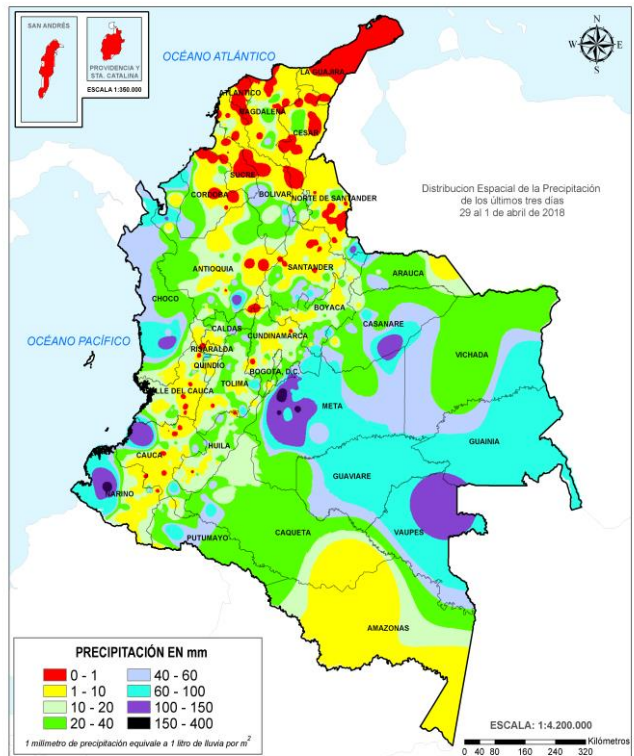 SAN ANDRÉS
PROVIDENCIA Y
STA. CATALINA
ESCALA 1:350.000
OCÉANO ATLÁNTICO
N
W E
S
LA GUAJIRA
ATLANTICO
MAGDALENA
CESAR
SUCRE
CORDOBA
BOLIVAR
NORTE DE SANTANDER
Distribucion Espacial de la Precipitación
de los últimos tres días
29 al 1 de abril de 2018
ANTIOQUIA
SANTANDER
ARAUCA
CHOCO
BOYACA
CASANARE
OCÉANO PACÍFICO
CALDAS
CUNDINAMARCA
VICHADA
RISARALDA
QUINDIO
BOGOTA, D.C.
TOLIMA
VALLE DEL CAUCA
META
GUAINIA
CAUCA
HUILA
GUAVIARE
NARIÑO
VAUPES
CAQUETA
PUTUMAYO
AMAZONAS
PRECIPITACIÓN EN mm
0 - 1 40 - 60
1 - 10 60 - 100
10 - 20 100 - 150
20 - 40 150 - 400
1 milimetro de precipitación equivale a 1 litro de lluvia por m²
ESCALA: 1:4.200.000
Kilómetros
0 40 80 160 240 320